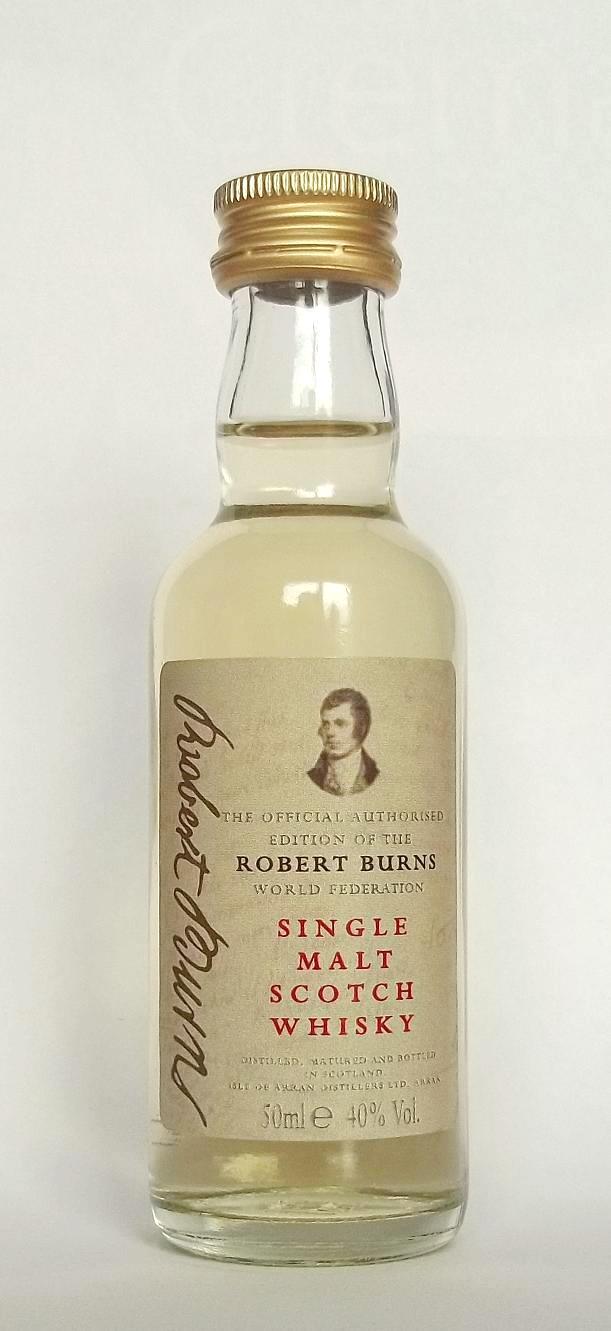 Robert Burns
THE OFFICIAL AUTHORISED
EDITION OF THE
ROBERT BURNS
WORLD FEDERATION
SINGLE
MALT
SCOTCH
WHISKY
DISTILLED, MATURED AND BOTTLED
IN SCOTLAND
ISLE OF ARRAN DISTILLERS LTD, ARRAN
50ml e 40% Vol.